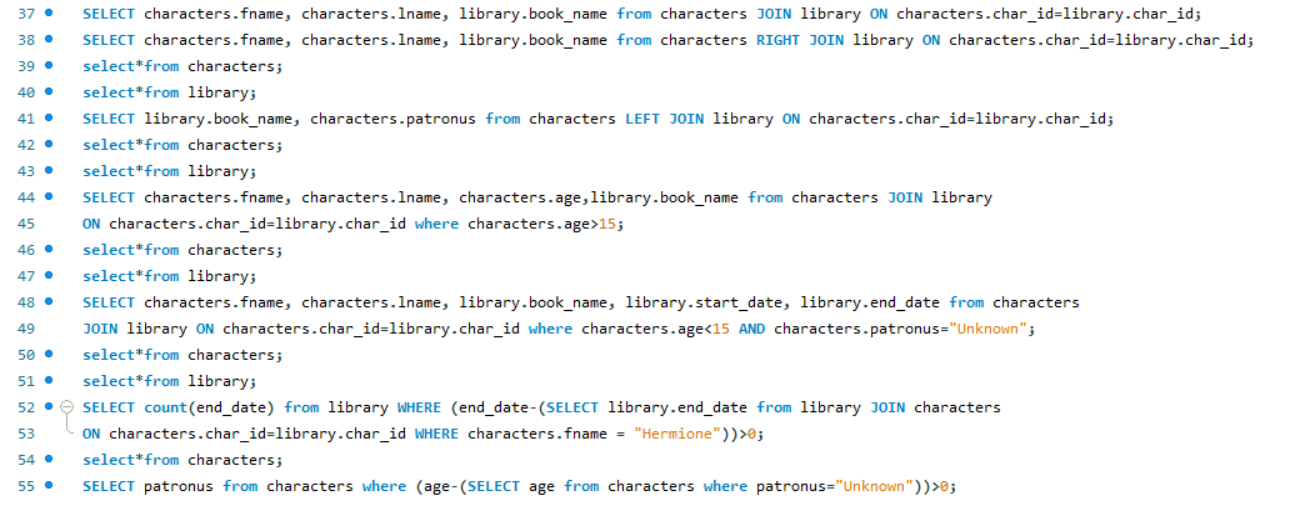 37 SELECT characters.fname, characters.lname, library.book_name from characters JOIN library ON characters.char_id=library.char_id;
38 SELECT characters.fname, characters.lname, library.book_name from characters RIGHT JOIN library ON characters.char_id=library.char_id;
39 select*from characters;
40 select*from library;
41 SELECT library.book_name, characters.patronus from characters LEFT JOIN library ON characters.char_id=library.char_id;
42 select*from characters;
43 select*from library;
44 SELECT characters.fname, characters.lname, characters.age,library.book_name from characters JOIN library
45 ON characters.char_id=library.char_id where characters.age>15;
46 select*from characters;
47 select*from library;
48 SELECT characters.fname, characters.lname, library.book_name, library.start_date, library.end_date from characters
49 JOIN library ON characters.char_id=library.char_id where characters.age<15 AND characters.patronus="Unknown";
50 select*from characters;
51 select*from library;
52 SELECT count(end_date) from library WHERE (end_date-(SELECT library.end_date from library JOIN characters
53 ON characters.char_id=library.char_id WHERE characters.fname = "Hermione"))>0;
54 select*from characters;
55 SELECT patronus from characters where (age-(SELECT age from characters where patronus="Unknown"))>0;